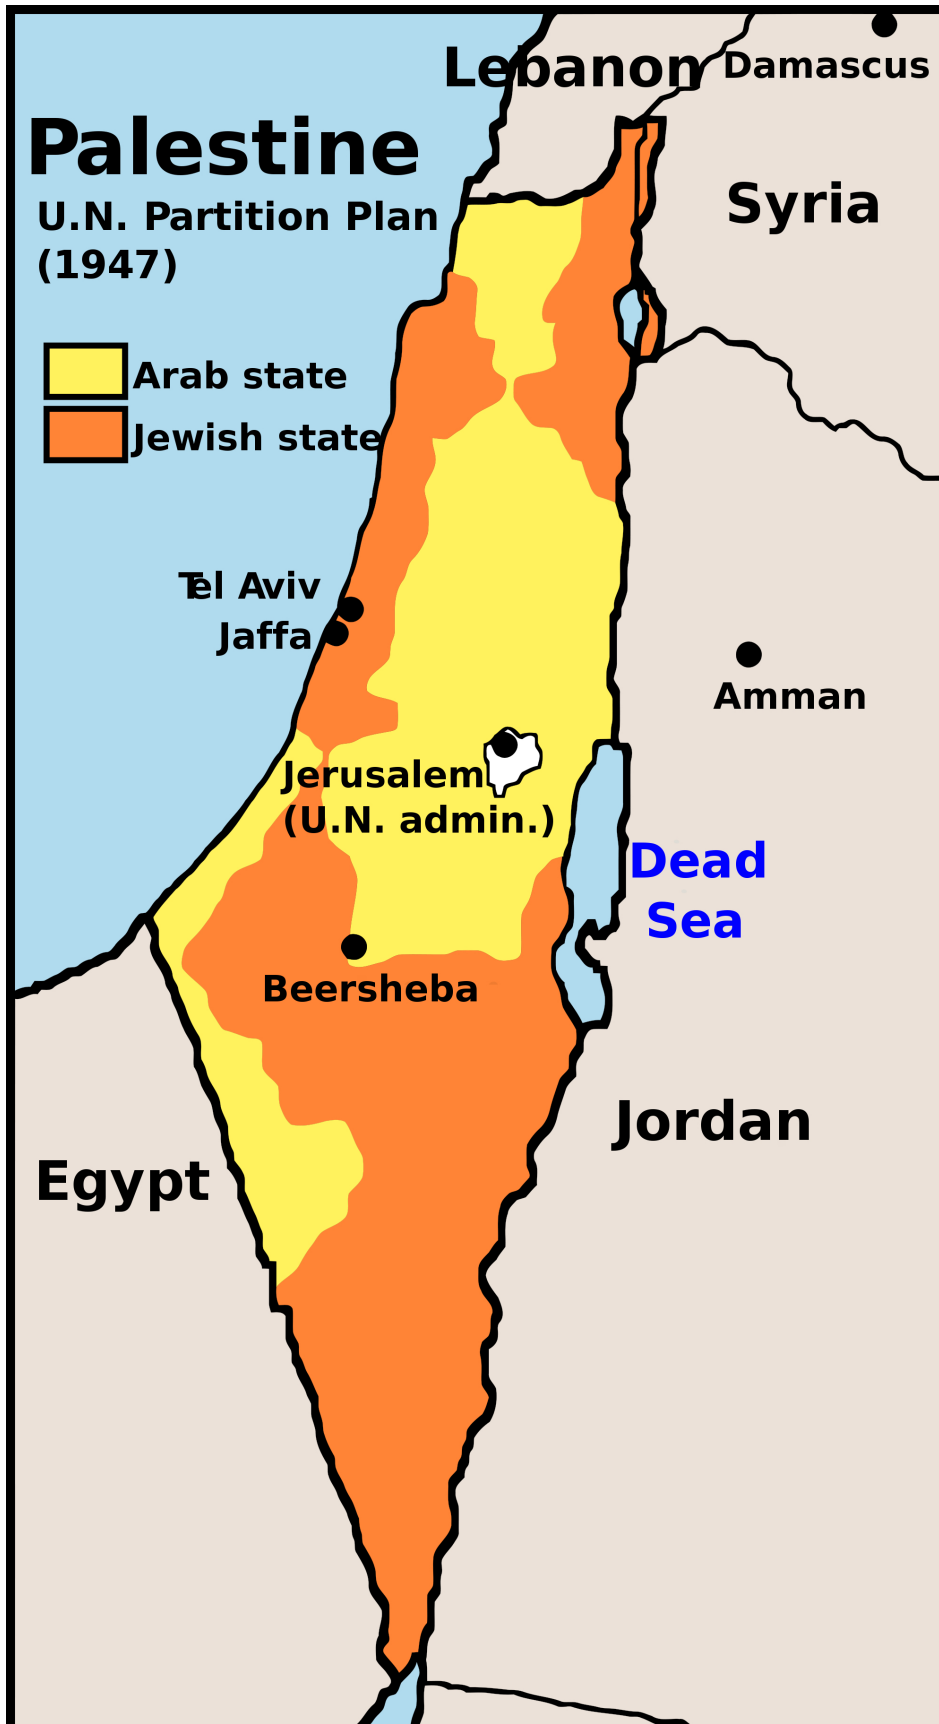 Lebanon
Damascus
Palestine
U.N. Partition Plan
(1947)
Syria
Arab state
Jewish state
Tel Aviv
Jaffa
Amman
Jerusalem
(U.N. admin.)
Dead
Sea
Beersheba
Jordan
Egypt